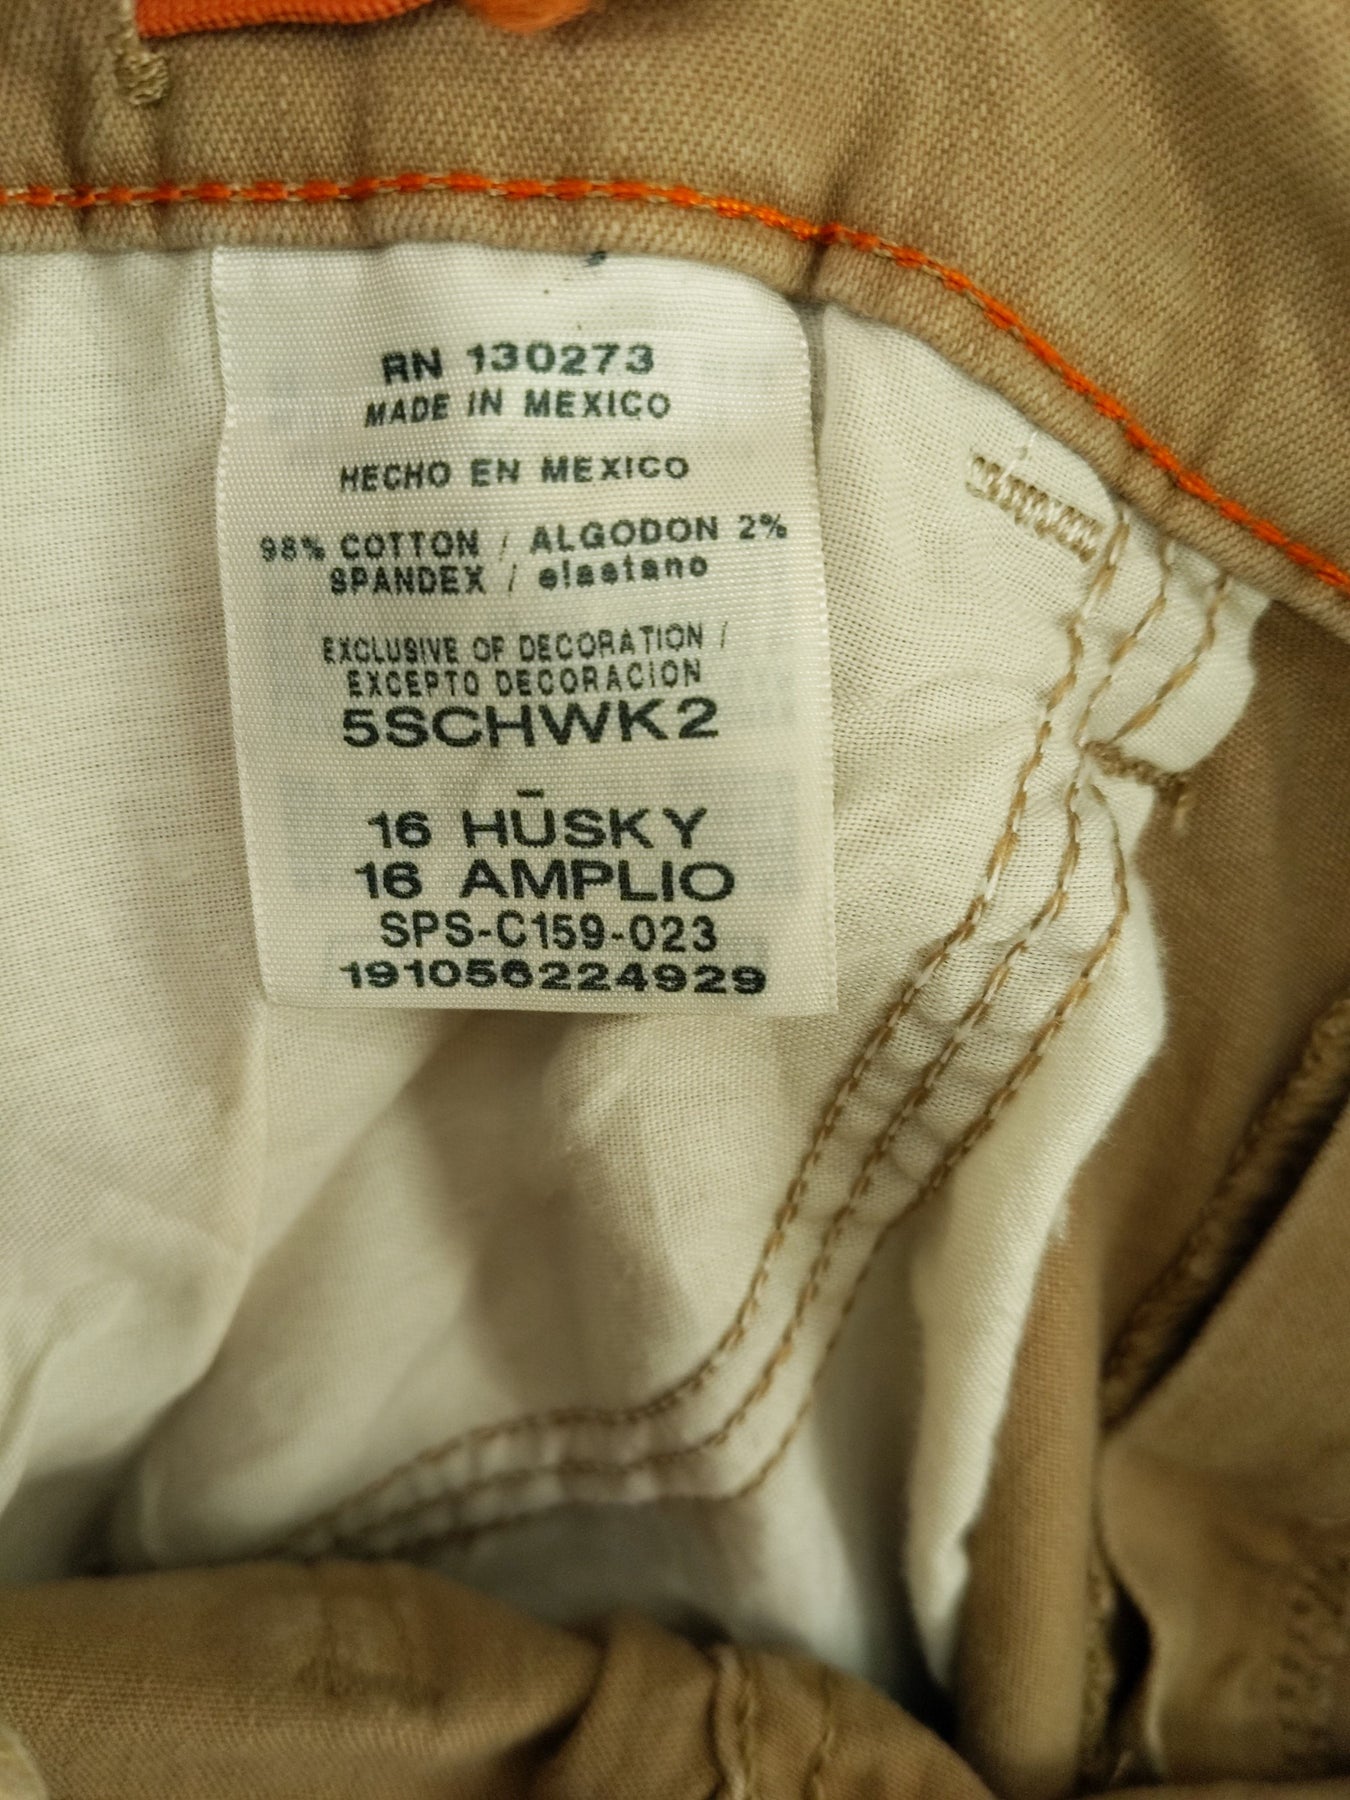 RN 130273
MADE IN MEXICO
HECHO EN MEXICO
98% COTTON / ALGODON 2%
SPANDEX / elastano
EXCLUSIVE OF DECORATION /
EXCEPTO DECORACION
5SCHWK2
16 HŪSKY
16 AMPLIO
SPS-C159-023
191056224929